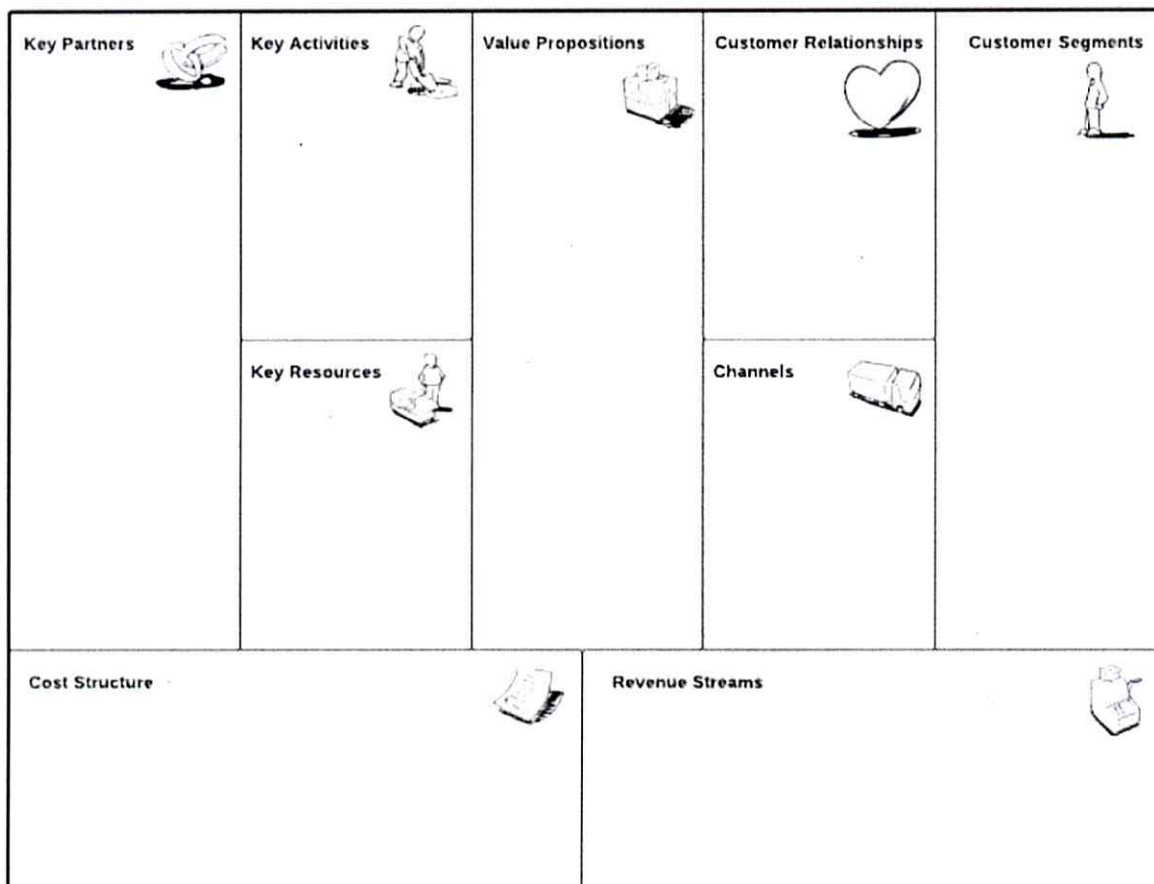 Key Partners
Key Activities
Value Propositions
Customer Relationships
Customer Segments
Key Resources
Channels
Cost Structure
Revenue Streams